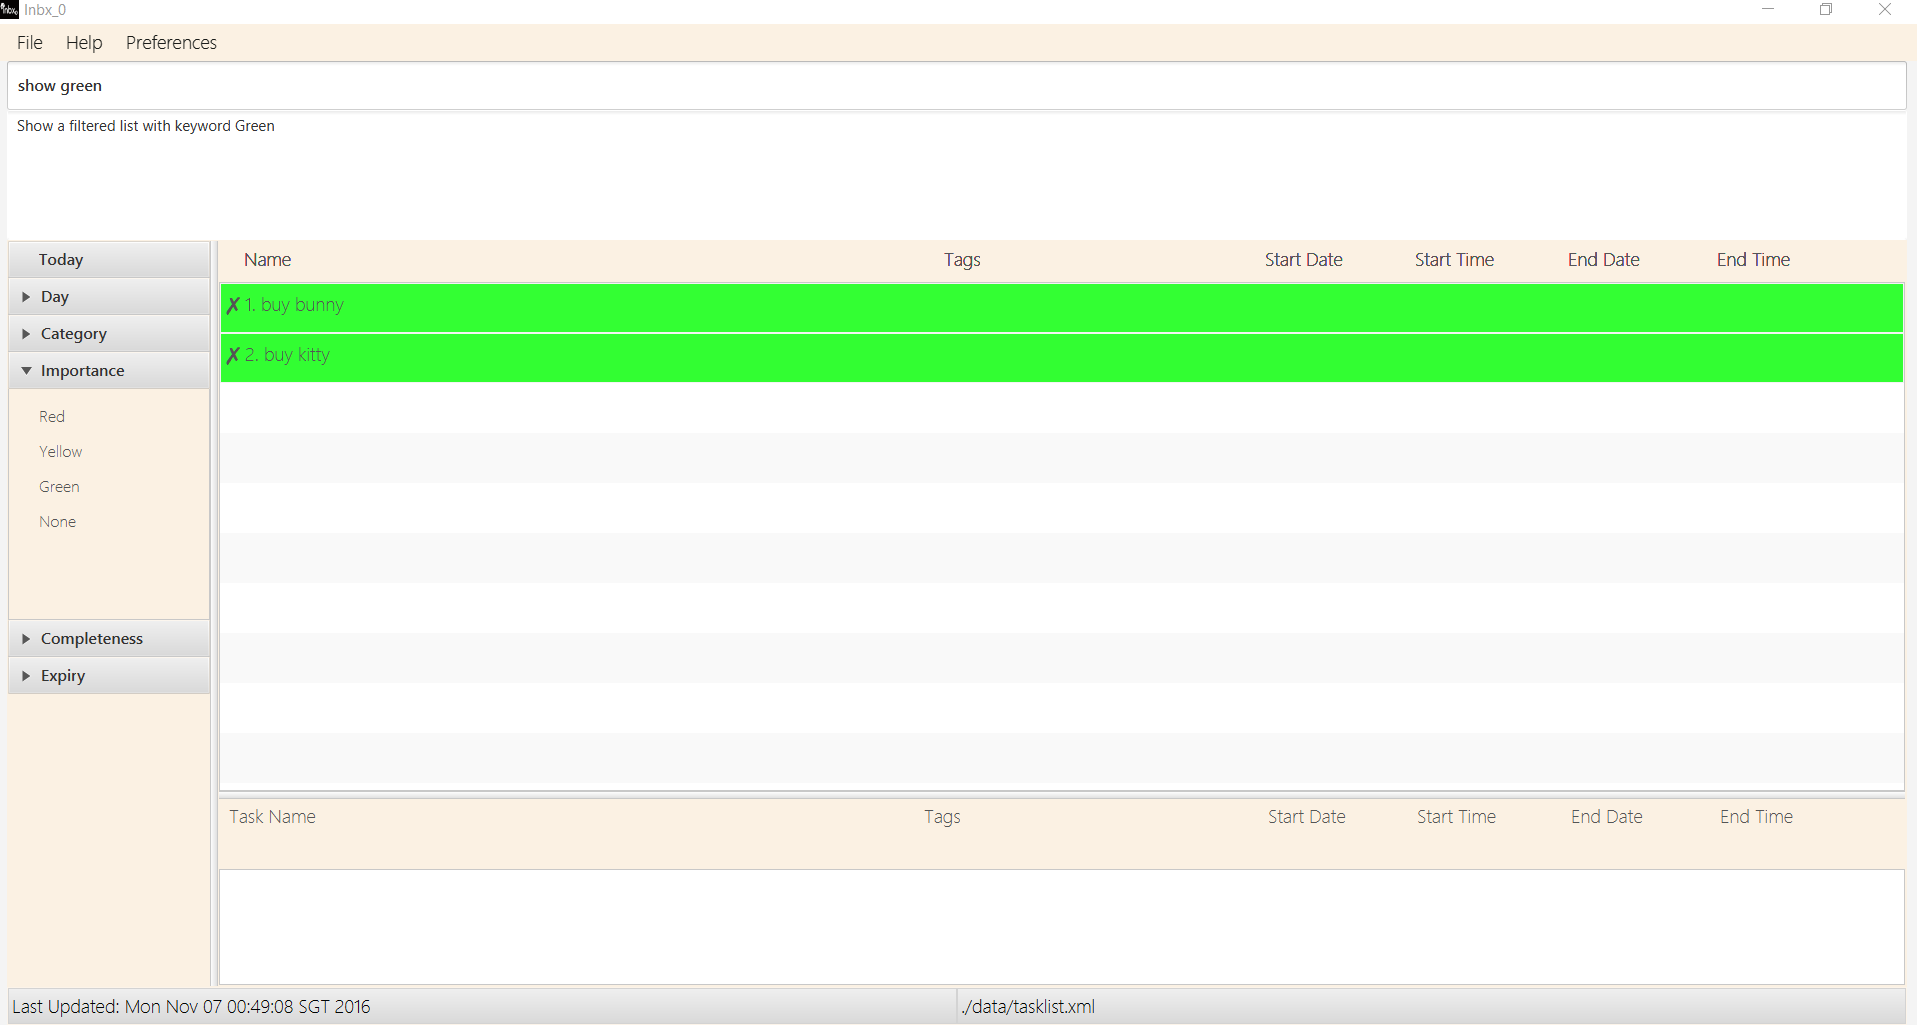 Inbx_0
File Help Preferences
show green
Show a filtered list with keyword Green
Today
Day
Category
Importance
Red
Yellow
Green
None
Completeness
Expiry
Name Tags Start Date Start Time End Date End Time
✗ 1. buy bunny
✗ 2. buy kitty
Task Name Tags Start Date Start Time End Date End Time
Last Updated: Mon Nov 07 00:49:08 SGT 2016
./data/tasklist.xml